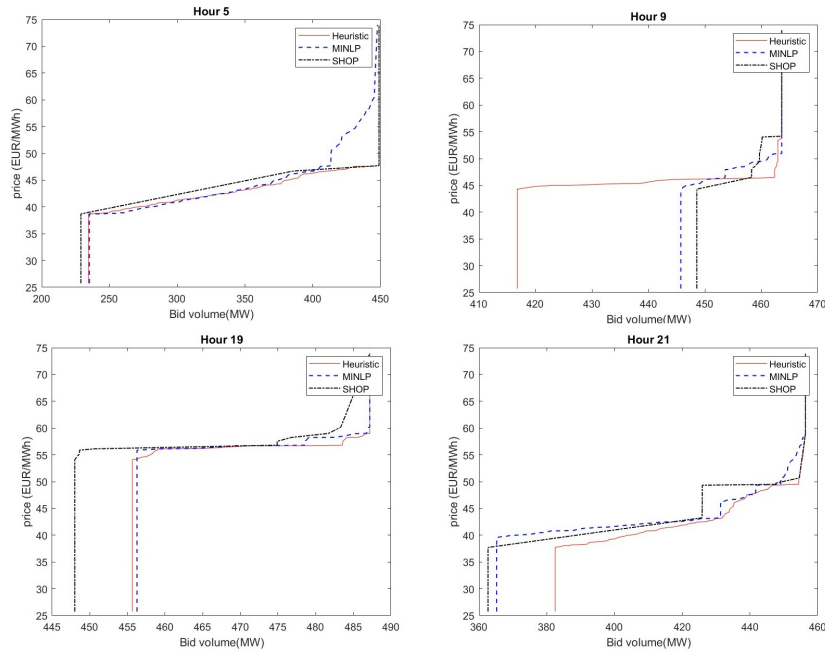 Hour 5
75
70
65
60
55
50
45
40
35
30
25
price (EUR/MWh)
Heuristic
MINLP
SHOP
200 250 300 350 400 450
Bid volume(MW)
Hour 9
75
70
65
60
55
50
45
40
35
30
25
price (EUR/MWh)
Heuristic
MINLP
SHOP
410 420 430 440 450 460 470
Bid volume(MW)
Hour 19
75
70
65
60
55
50
45
40
35
30
25
price (EUR/MWh)
Heuristic
MINLP
SHOP
445 450 455 460 465 470 475 480 485 490
Bid volume(MW)
Hour 21
75
70
65
60
55
50
45
40
35
30
25
price (EUR/MWh)
Heuristic
MINLP
SHOP
360 380 400 420 440 460
Bid volume(MW)